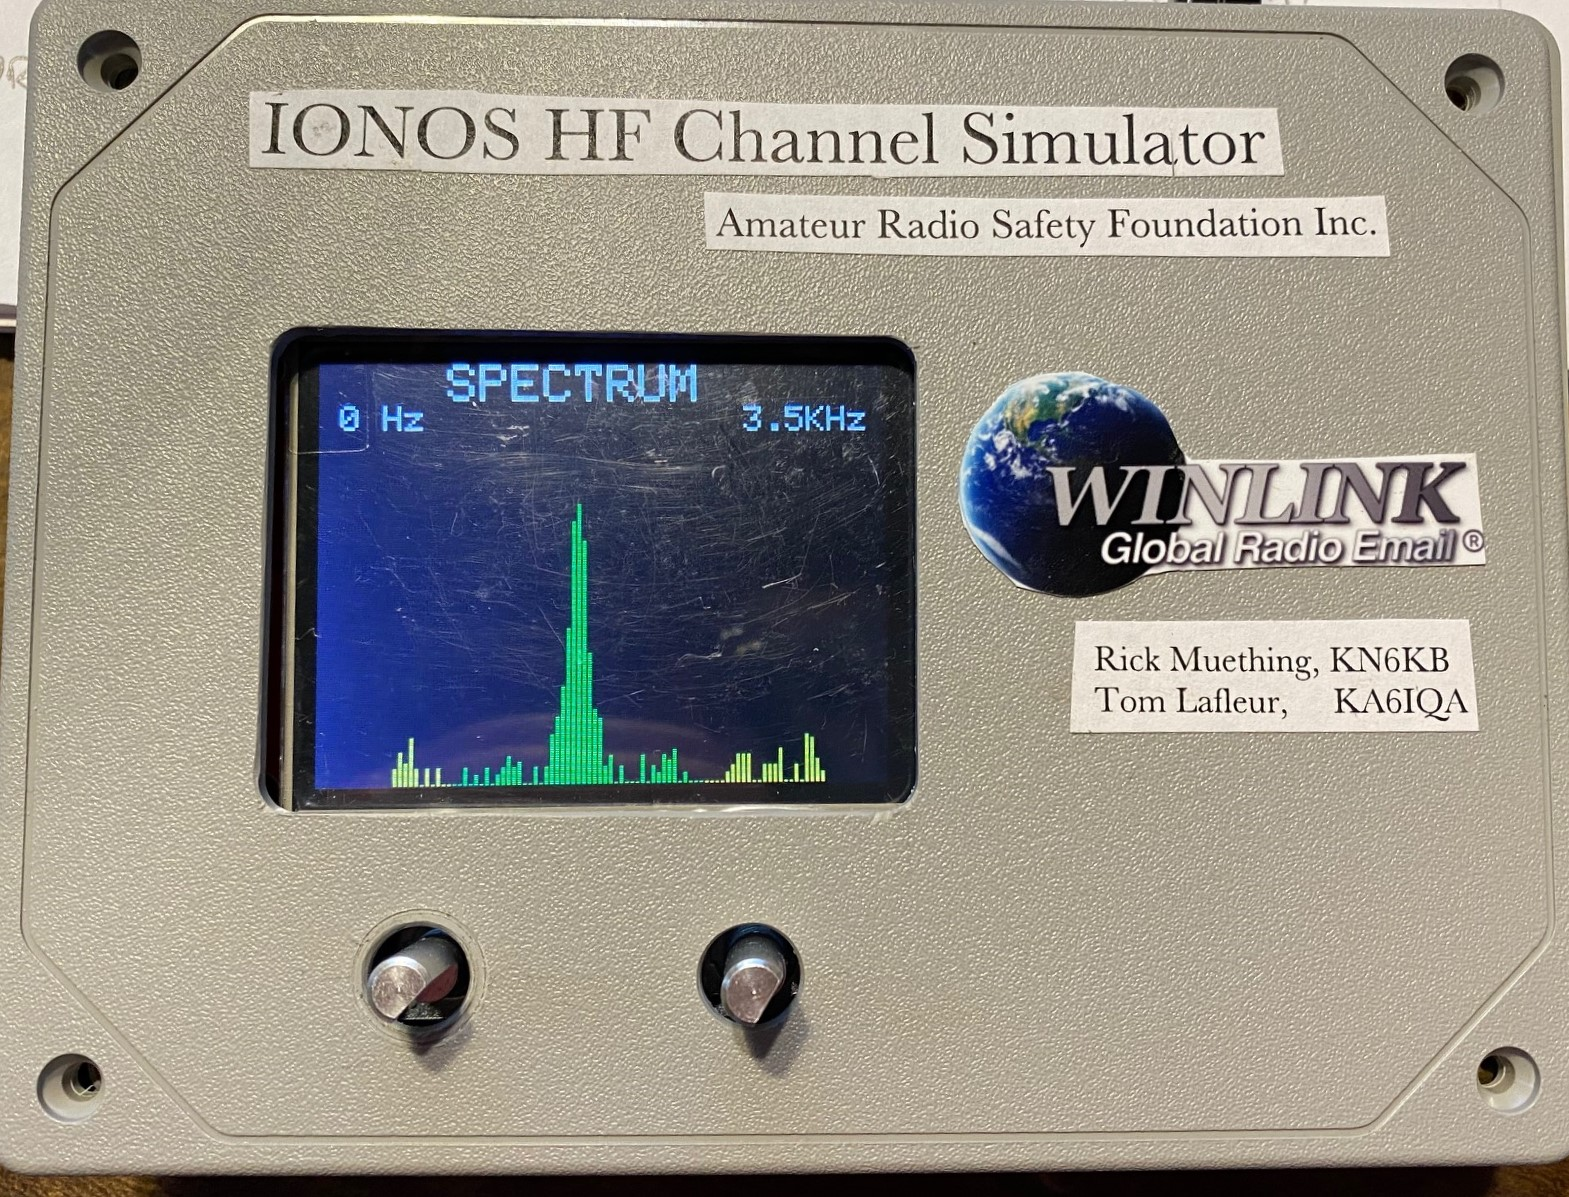 IONOS HF Channel Simulator
Amateur Radio Safety Foundation Inc.
SPECTRUM
0 Hz 3.5KHz
WINLINK
Global Radio Email®
Rick Muething, KN6KB
Tom Lafleur, KA6IQA